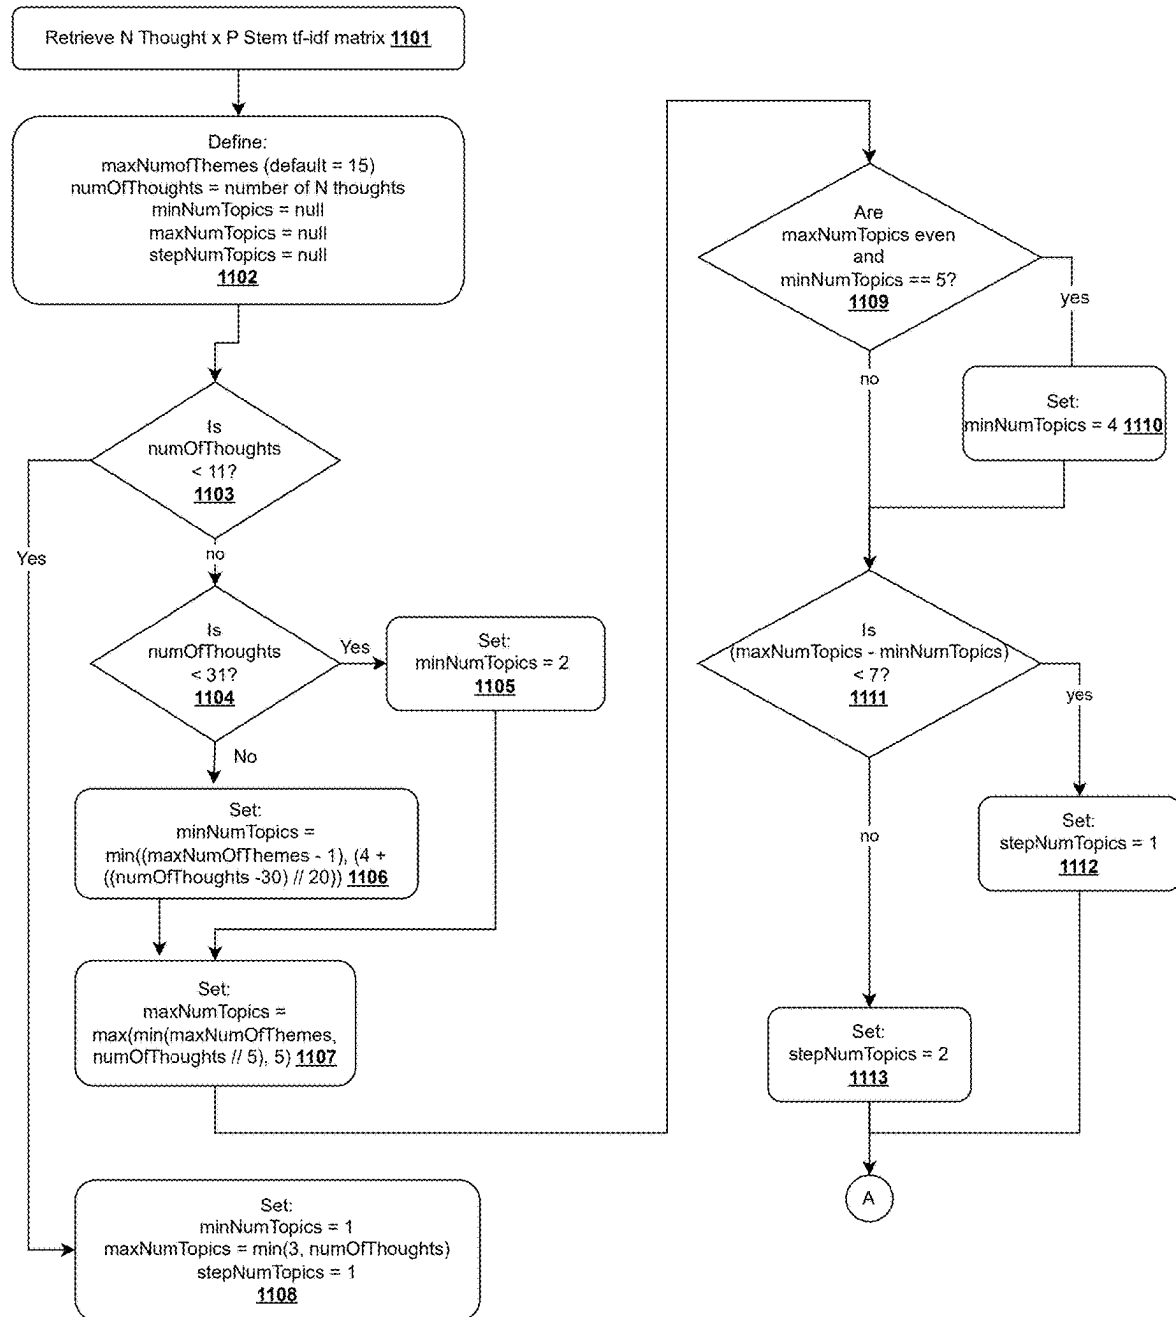 Retrieve N Thought x P Stem tf-idf matrix 1101
Define:
maxNumofThemes (default = 15)
numOfThoughts = number of N thoughts
minNumTopics = null
maxNumTopics = null
stepNumTopics = null
1102
Is
numOfThoughts
< 11?
1103
Yes
no
Is
numOfThoughts
< 31?
1104
Yes
Set:
minNumTopics = 2
1105
No
Set:
minNumTopics =
min((maxNumOfThemes - 1), (4 +
((numOfThoughts -30) // 20)) 1106
Set:
maxNumTopics =
max(min(maxNumOfThemes,
numOfThoughts // 5), 5) 1107
Set:
minNumTopics = 1
maxNumTopics = min(3, numOfThoughts)
stepNumTopics = 1
1108
Are
maxNumTopics even
and
minNumTopics == 5?
1109
yes
no
Set:
minNumTopics = 4 1110
Is
(maxNumTopics - minNumTopics)
< 7?
1111
yes
no
Set:
stepNumTopics = 1
1112
Set:
stepNumTopics = 2
1113
A